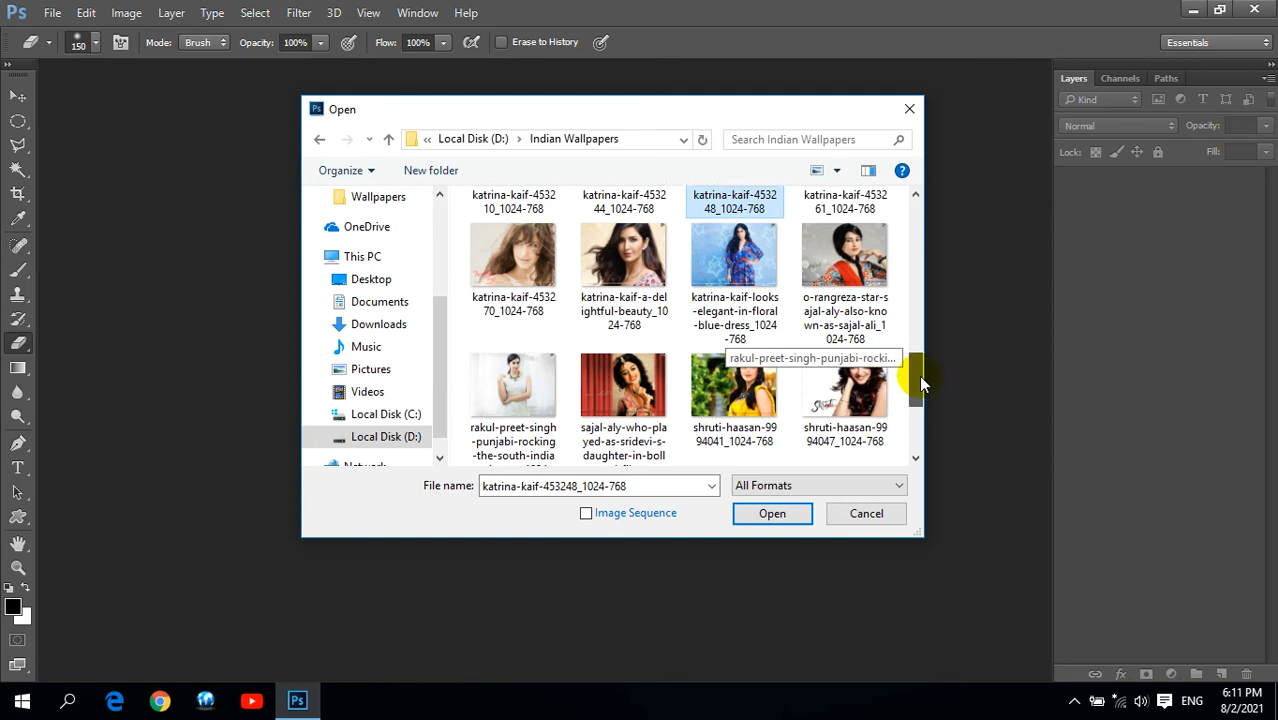 Ps File Edit Image Layer Type Select Filter 3D View Window Help
150 Mode: Brush Opacity: 100% Flow: 100% Erase to History Essentials
Layers Channels Paths
Kind
Normal Opacity:
Lock: Fill:
Ps Open
« Local Disk (D:) › Indian Wallpapers Search Indian Wallpapers
Organize New folder
Wallpapers
OneDrive
This PC
Desktop
Documents
Downloads
Music
Pictures
Videos
Local Disk (C:)
Local Disk (D:)
Network
katrina-kaif-4532
10_1024-768
katrina-kaif-4532
44_1024-768
katrina-kaif-4532
48_1024-768
katrina-kaif-4532
61_1024-768
katrina-kaif-4532
70_1024-768
katrina-kaif-a-del
ightful-beauty_10
24-768
katrina-kaif-looks
-elegant-in-floral
-blue-dress_1024
-768
o-rangreza-star-s
ajal-aly-also-kno
wn-as-sajal-ali_1
024-768
rakul-preet-singh-punjabi-rocki...
rakul-preet-singh
-punjabi-rocking
-the-south-india
sajal-aly-who-pl
ayed-as-sridevi-s-
daughter-in-boll
shruti-haasan-99
94041_1024-768
shruti-haasan-99
94047_1024-768
File name: katrina-kaif-453248_1024-768 All Formats
Image Sequence Open Cancel
Ps ENG 6:11 PM
8/2/2021